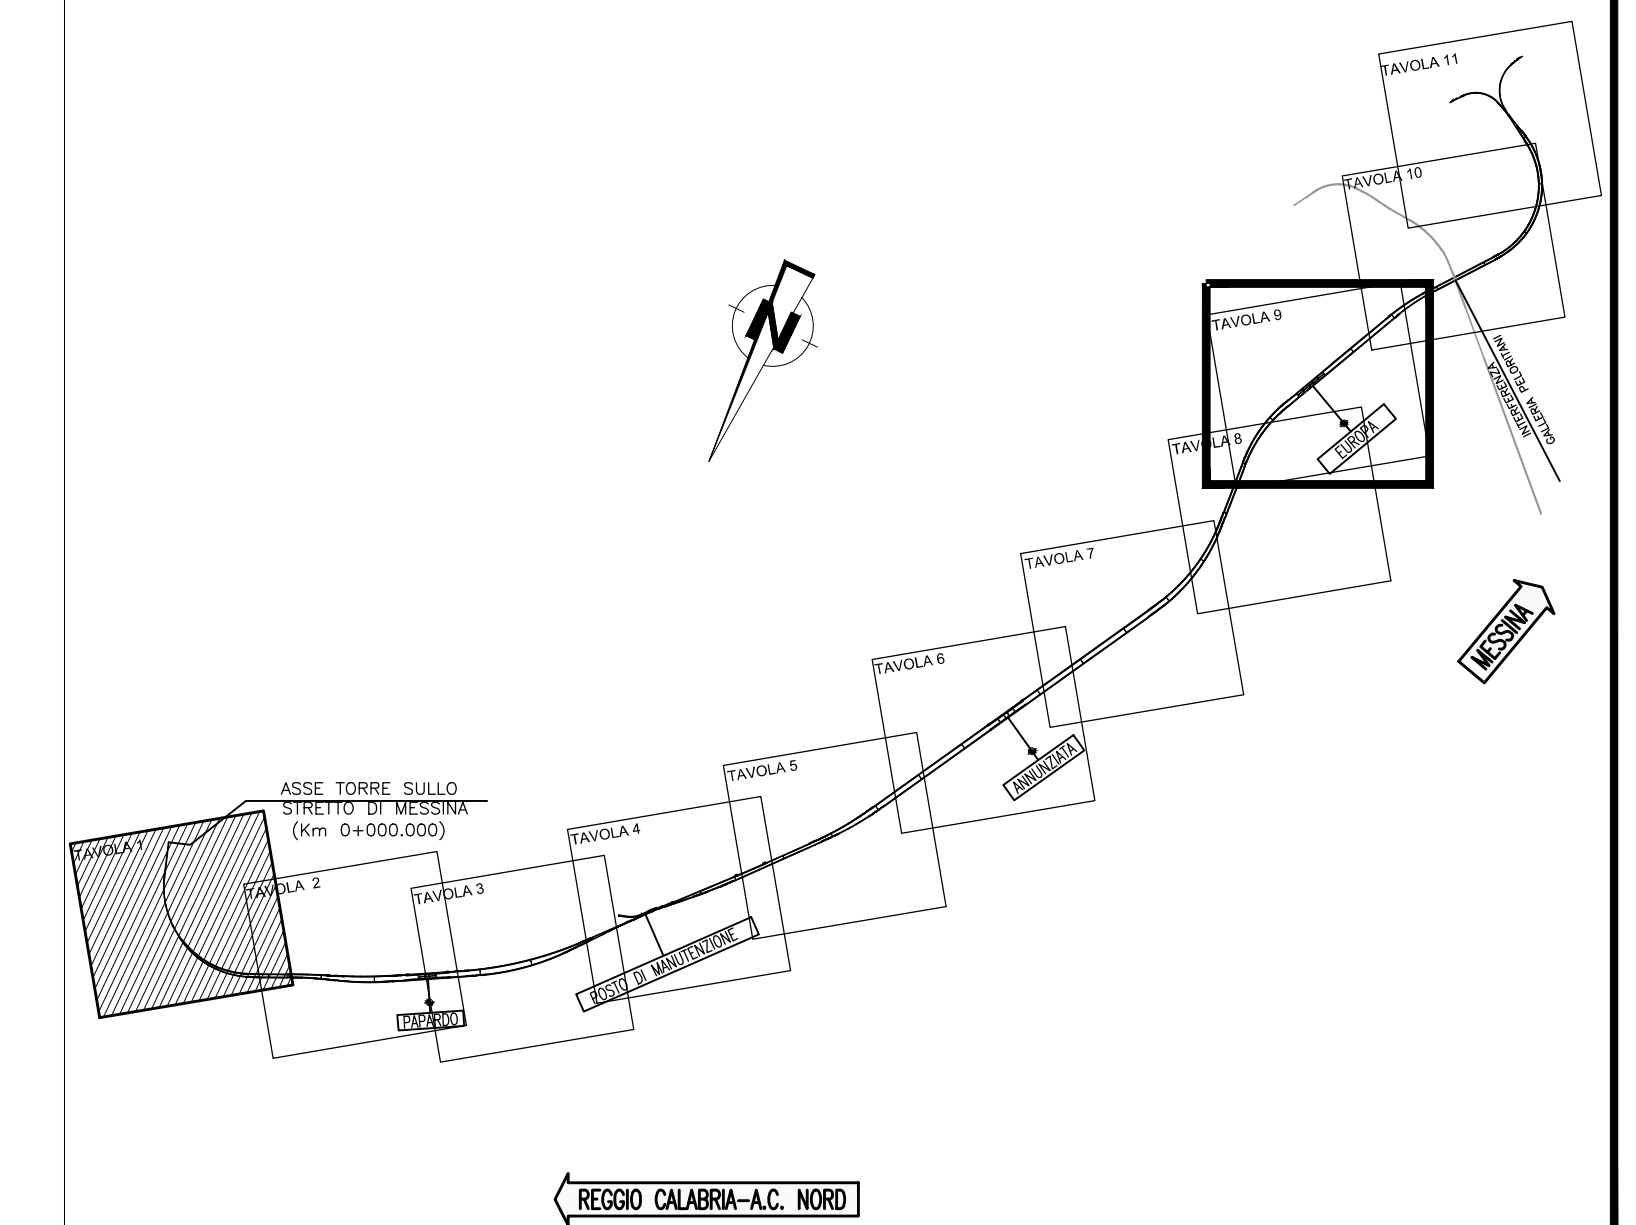 TAVOLA 11
TAVOLA 10
N
TAVOLA 9
INTERFERENZA
GALLERIA PELORITANI
EUROPA
TAVOLA 8
TAVOLA 7
MESSINA
TAVOLA 6
ANNUNZIATA
TAVOLA 5
ASSE TORRE SULLO
STRETTO DI MESSINA
(Km 0+000.000)
TAVOLA 4
TAVOLA 1
TAVOLA 2
TAVOLA 3
POSTO DI MANUTENZIONE
PAPARDO
REGGIO CALABRIA-A.C. NORD